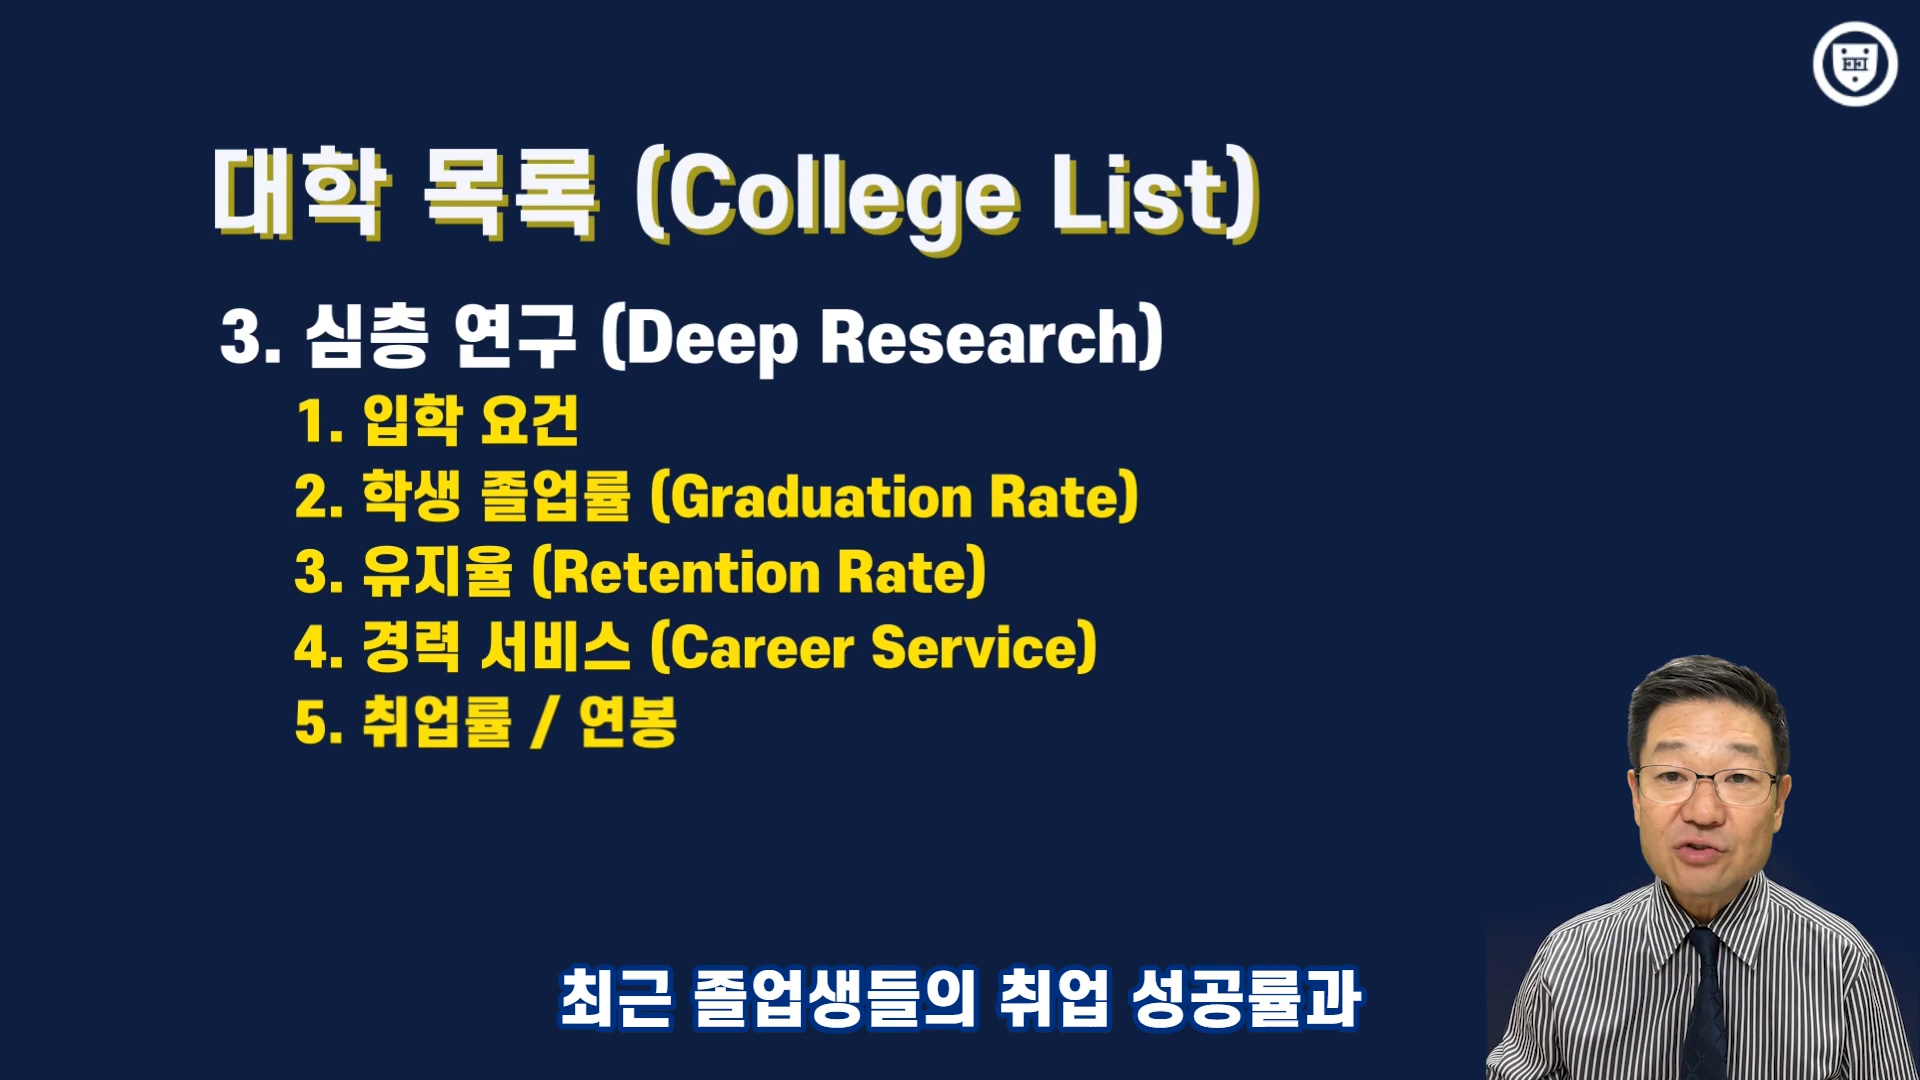 대학 목록 (College List)
3. 심층 연구 (Deep Research)
1. 입학 요건
2. 학생 졸업률 (Graduation Rate)
3. 유지율 (Retention Rate)
4. 경력 서비스 (Career Service)
5. 취업률 / 연봉
최근 졸업생들의 취업 성공률과